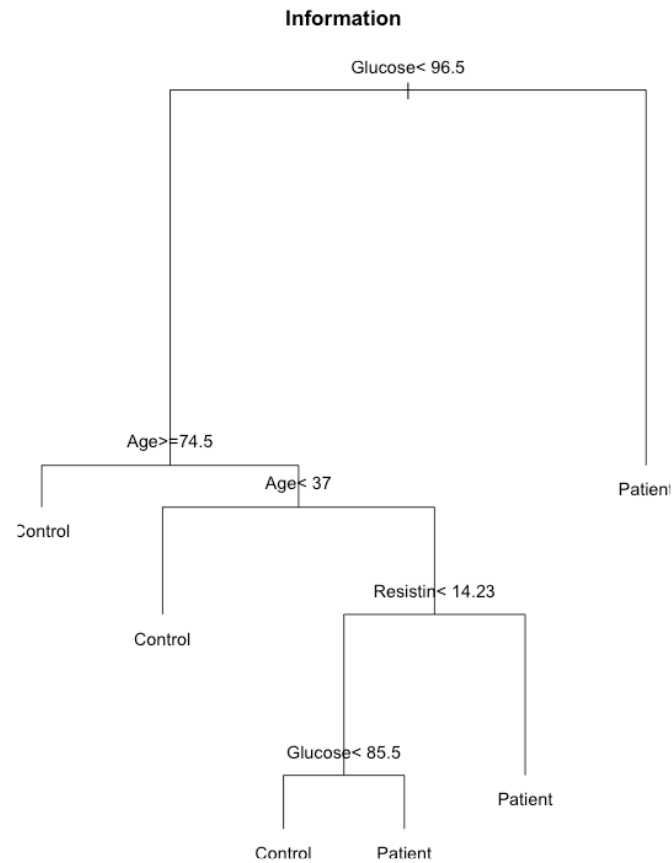 Information
Glucose< 96.5
Age>=74.5
Age< 37
Patient
Control
Resistin< 14.23
Control
Glucose< 85.5
Patient
Control
Patient